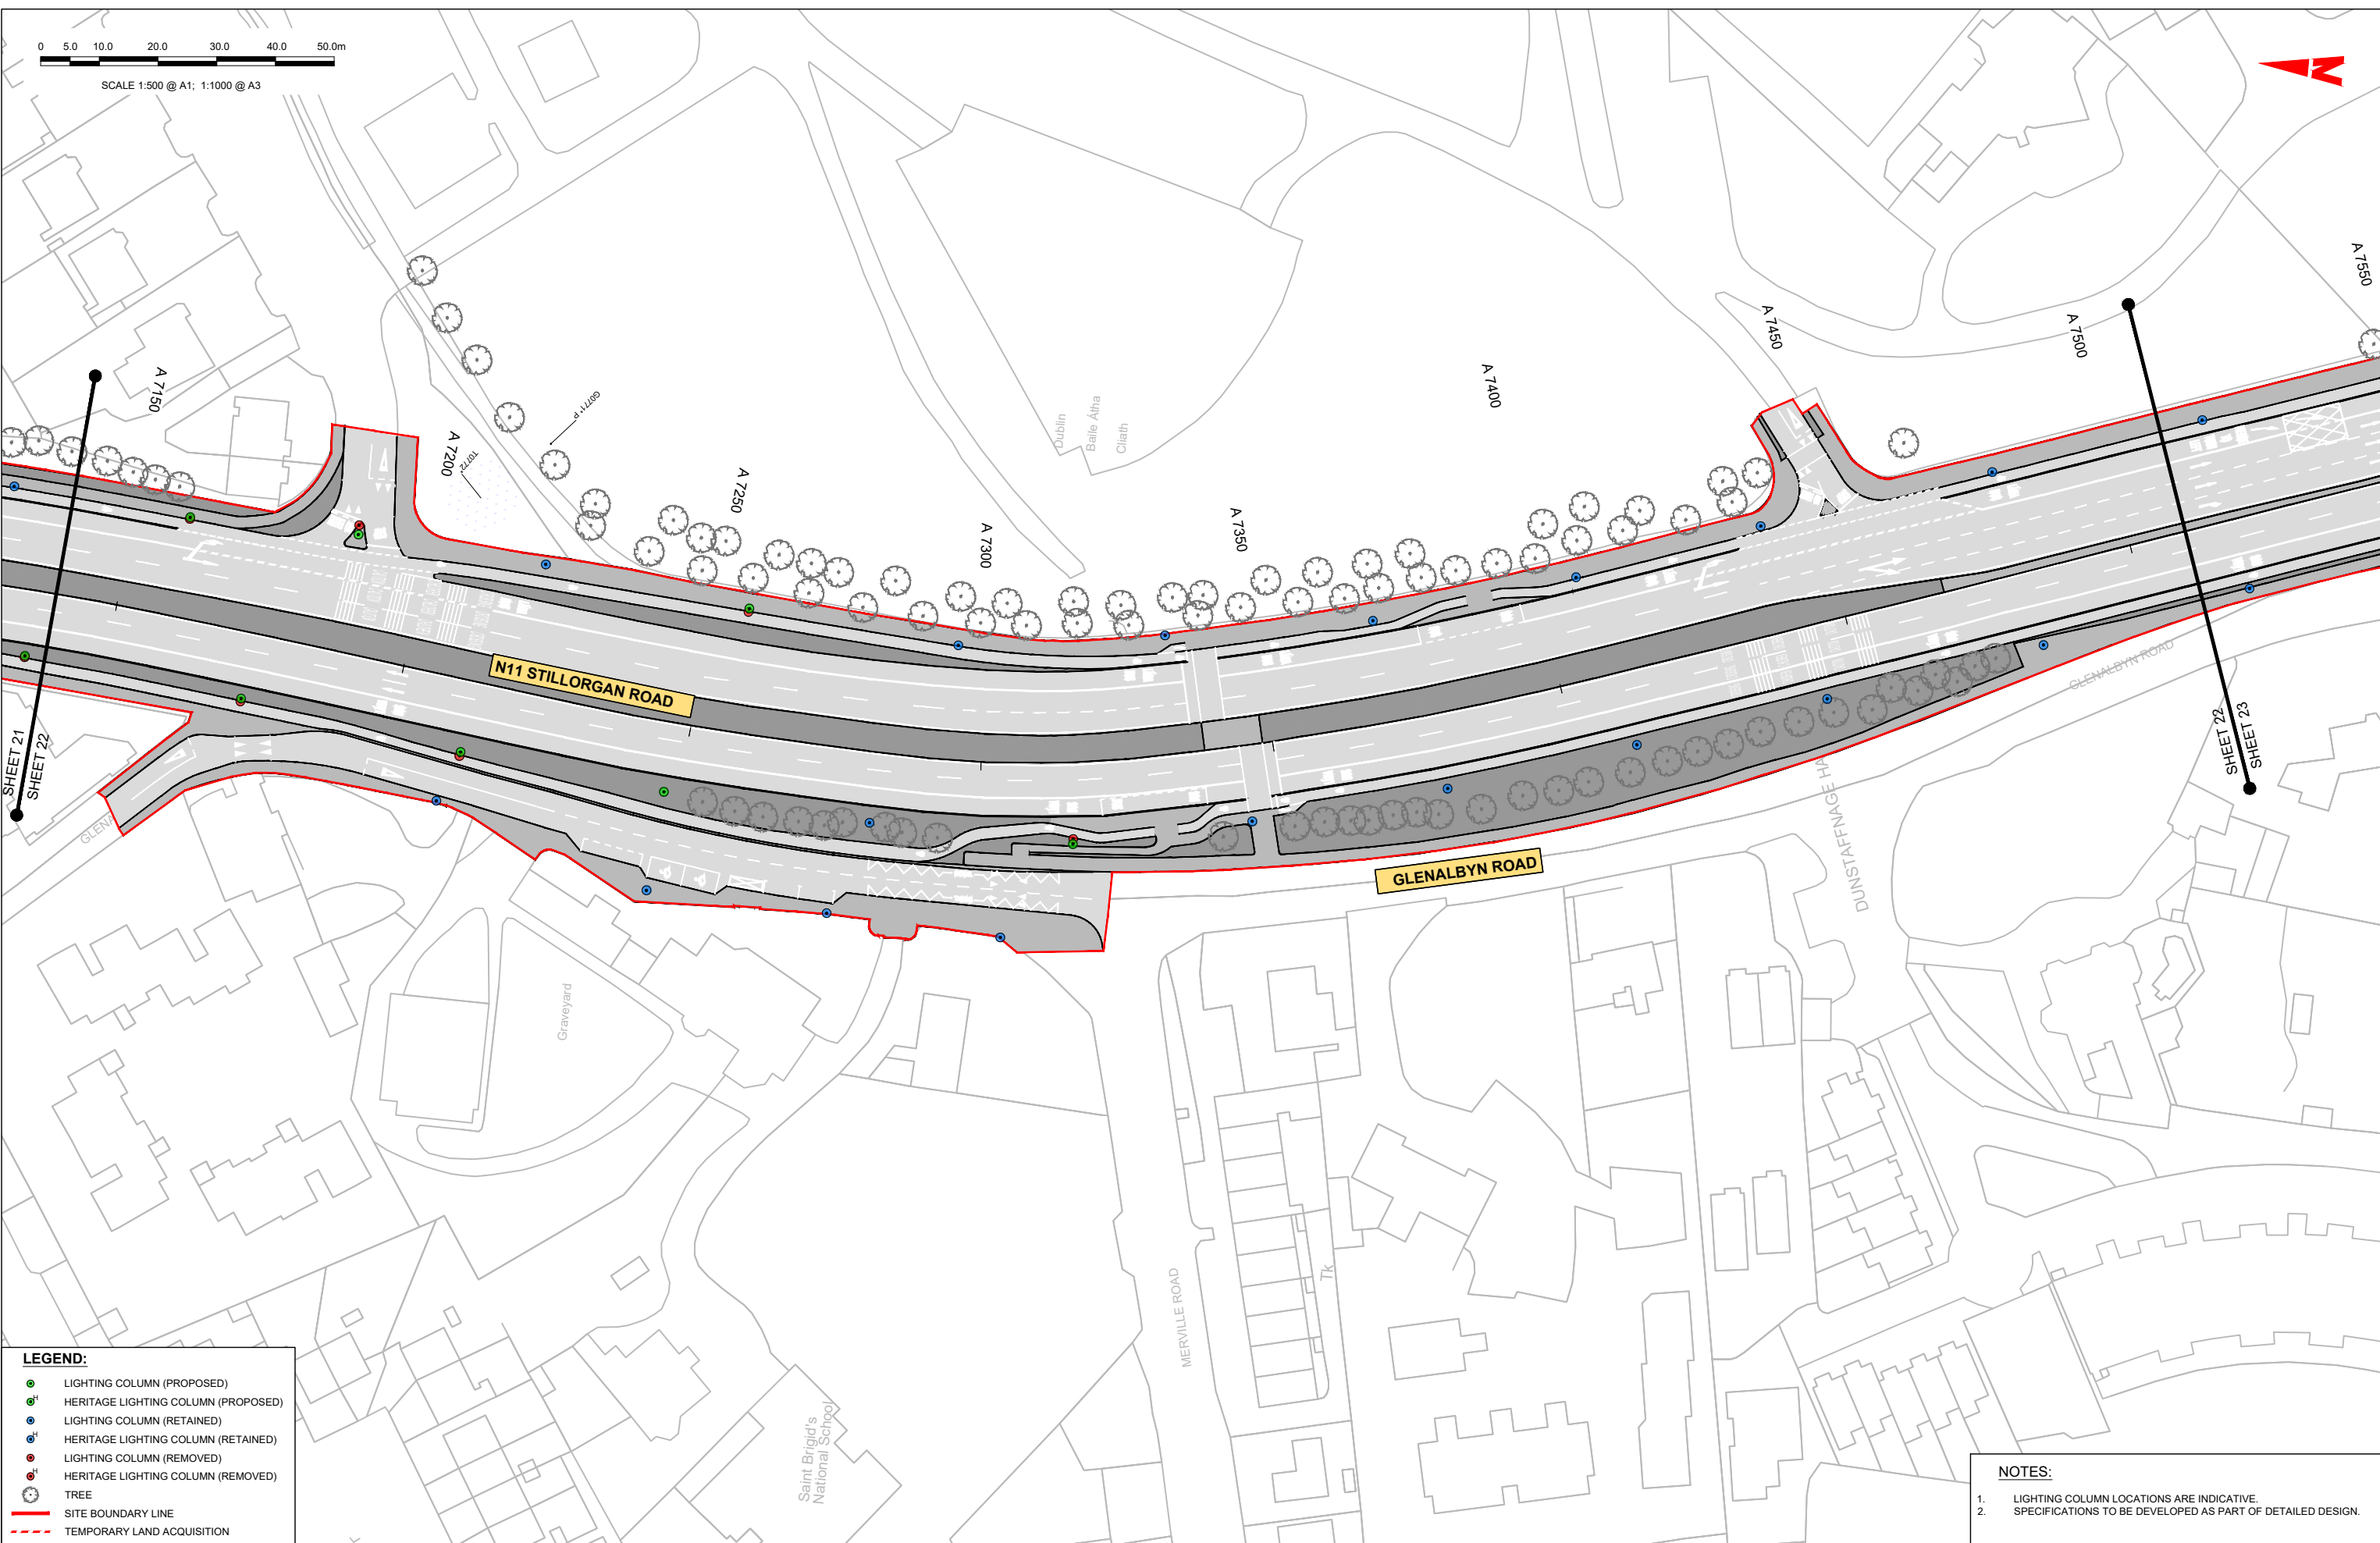 0 5.0 10.0 20.0 30.0 40.0 50.0m
SCALE 1:500 @ A1; 1:1000 @ A3
N
A 7150
A 7200
A 7250
A 7300
A 7350
A 7400
A 7450
A 7500
A 7550
G0771*P
T0772*
Dublin
Baile Átha
Cliath
N11 STILLORGAN ROAD
GLENALBYN ROAD
GLENALBYN ROAD
GLENA
DUNSTAFFNAGE HA
SHEET 21
SHEET 22
SHEET 22
SHEET 23
Graveyard
MERVILLE ROAD
Tk
Saint Brigid's
National School
LEGEND:
LIGHTING COLUMN (PROPOSED)
H HERITAGE LIGHTING COLUMN (PROPOSED)
LIGHTING COLUMN (RETAINED)
H HERITAGE LIGHTING COLUMN (RETAINED)
LIGHTING COLUMN (REMOVED)
H HERITAGE LIGHTING COLUMN (REMOVED)
TREE
SITE BOUNDARY LINE
TEMPORARY LAND ACQUISITION
NOTES:
1. LIGHTING COLUMN LOCATIONS ARE INDICATIVE.
2. SPECIFICATIONS TO BE DEVELOPED AS PART OF DETAILED DESIGN.